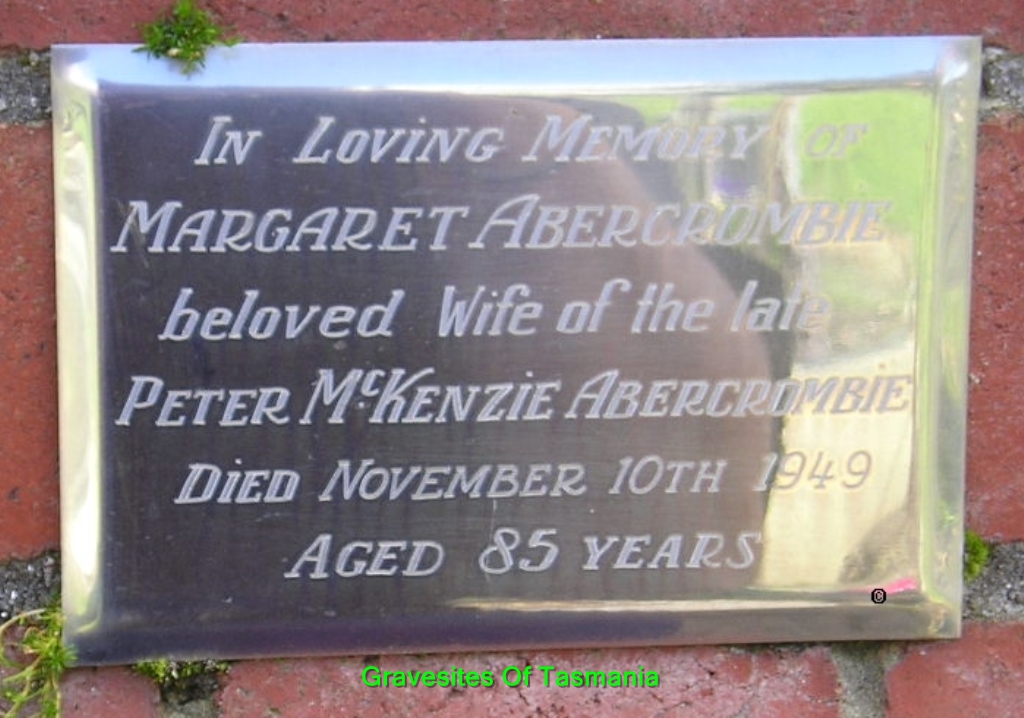 In Loving Memory of
Margaret Abercrombie
beloved Wife of the late
Peter McKenzie Abercrombie
Died November 10th 1949
Aged 85 years
©
Gravesites Of Tasmania